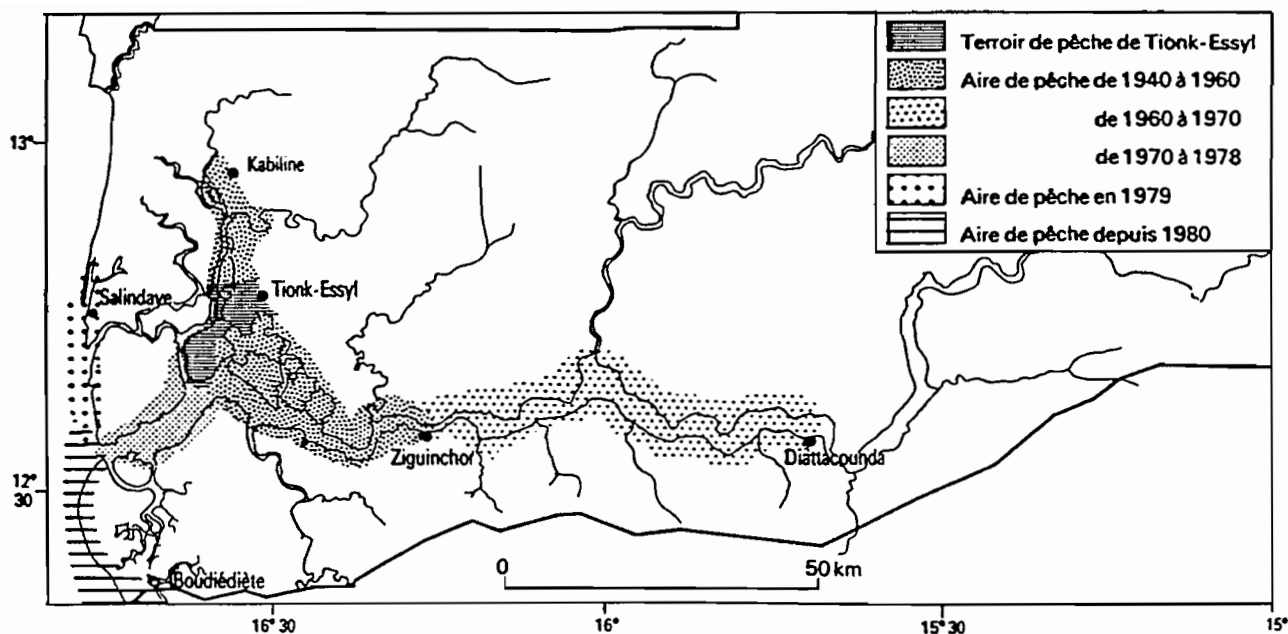 Terroir de pêche de Tionk-Essyl
Aire de pêche de 1940 à 1960
de 1960 à 1970
de 1970 à 1978
Aire de pêche en 1979
Aire de pêche depuis 1980
13°
Kabiline
Salindaye
Tionk-Essyl
Ziguinchor
Diattacounda
12°
30
0
50 km
Boudiédiète
16° 30
16°
15° 30
15°